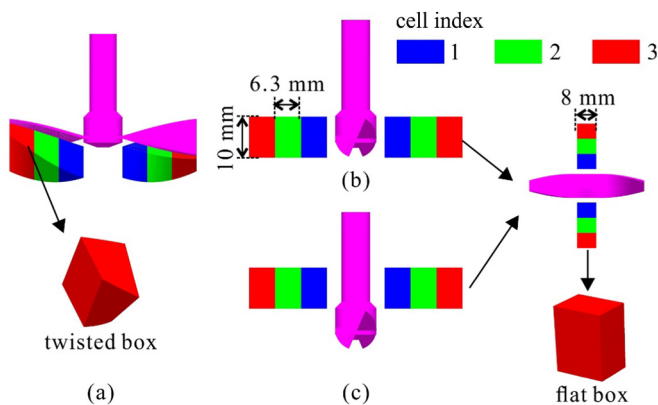 cell index
1 2 3
6.3 mm
8 mm
10 mm
(b)
twisted box
(a)
(c)
flat box